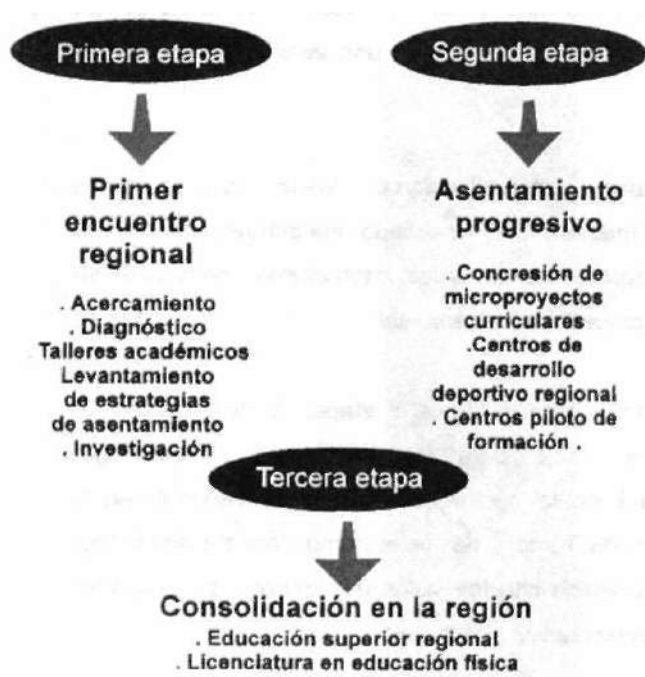 Primera etapa
Primer
encuentro
regional
. Acercamiento
. Diagnóstico
. Talleres académicos
Levantamiento
de estrategias
de asentamiento
. Investigación
Segunda etapa
Asentamiento
progresivo
.Concresión de
microproyectos
curriculares
.Centros de
desarrollo
deportivo regional
. Centros piloto de
formación .
Tercera etapa
Consolidación en la región
. Educación superior regional
. Licenciatura en educación física